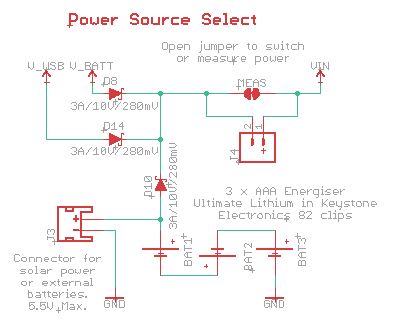 Power Source Select
Open jumper to switch
or measure power
V_USB V_BATT
D8
MEAS
VIN
3A/10V/280mV
D14
2 1
3A/10V/280mV
J4
D10
3A/10V/280mV
3 x AAA Energiser
Ultimate Lithium in Keystone
Electronics 82 clips
J3
BAT1
BAT2
BAT3
Connector for
solar power
or external
batteries.
5.5V Max.
GND
GND